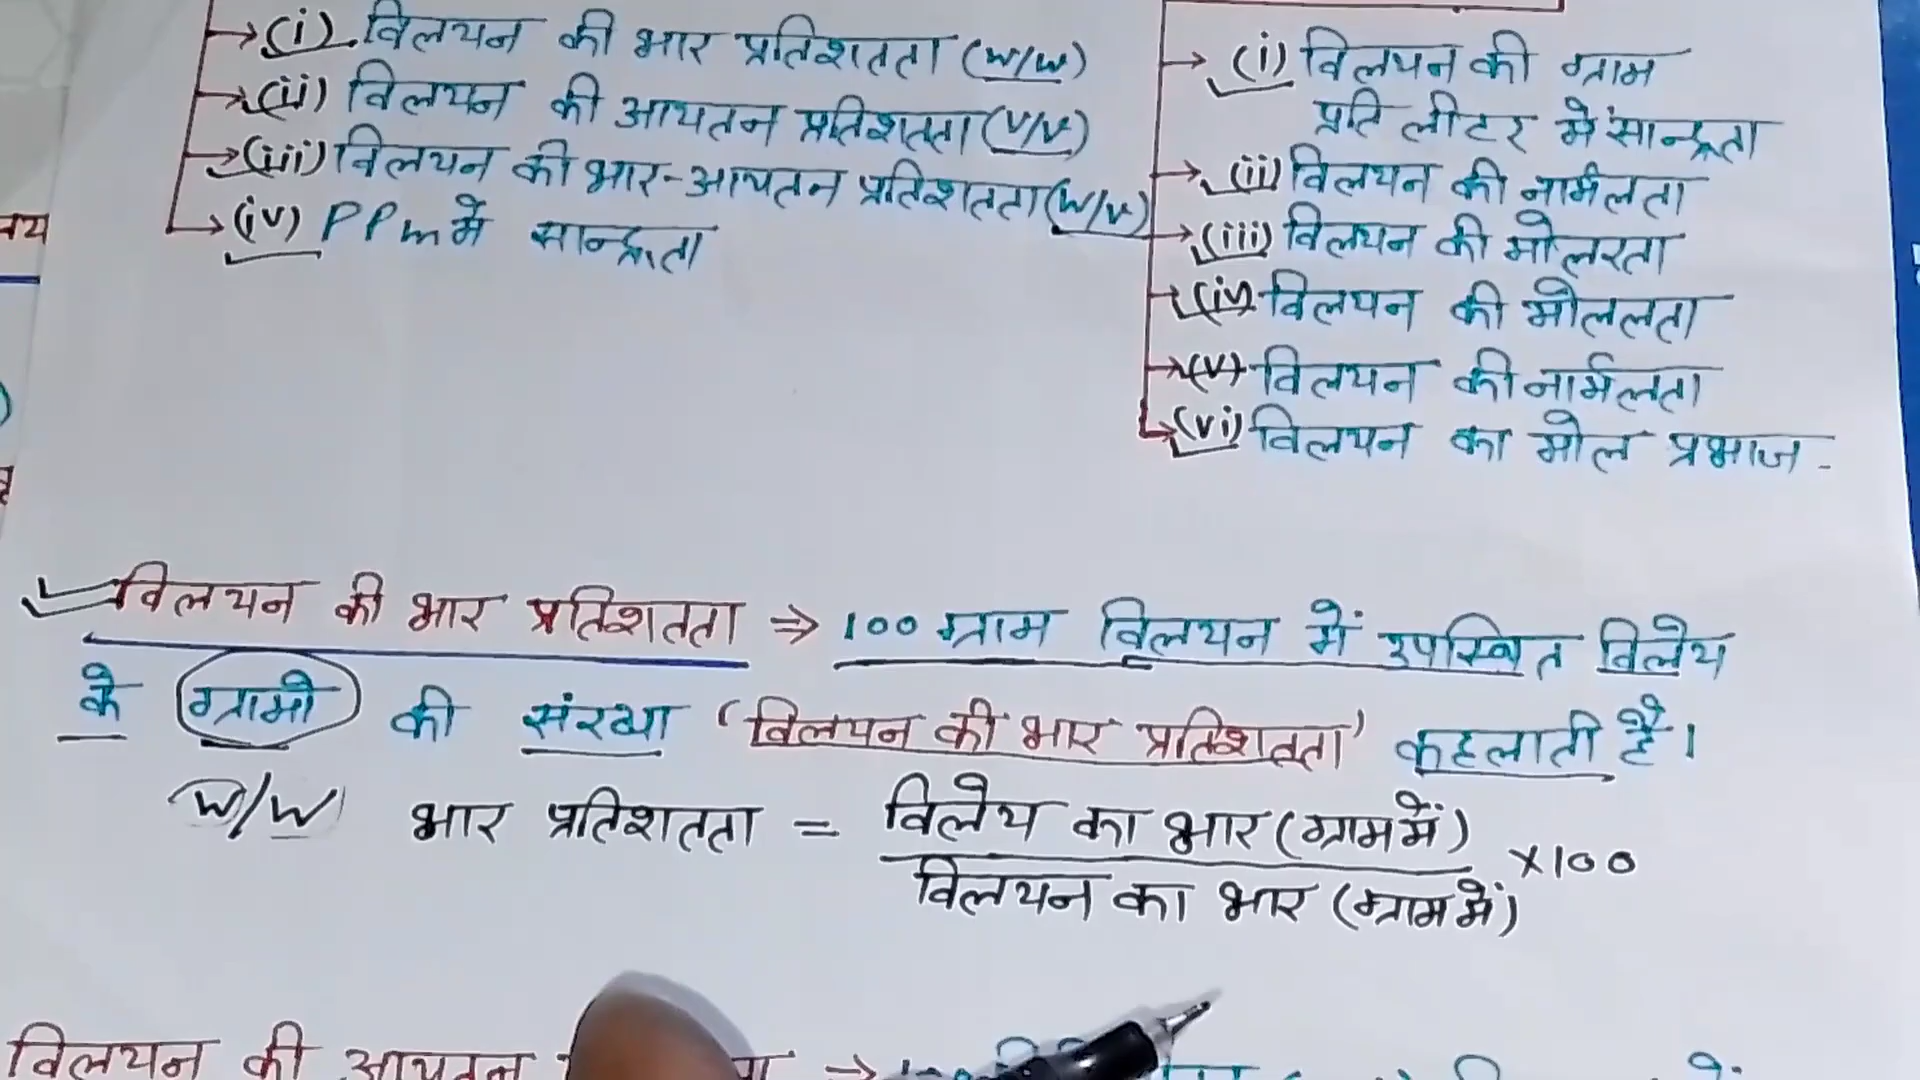 (i) विलयन की भार प्रतिशतता (w/w)
(ii) विलयन की आयतन प्रतिशतता (v/v)
(iii) विलयन की भार-आयतन प्रतिशतता (w/v)
(iv) PPm में सान्द्रता
(i) विलयन की ग्राम
प्रति लीटर में सान्द्रता
(ii) विलयन की नार्मलता
(iii) विलयन की मोलरता
(iv) विलयन की मोललता
(v) विलयन की नार्मलता
(vi) विलयन का मोल प्रभाज -
विलयन की भार प्रतिशतता ⇒ 100 ग्राम विलयन में उपस्थित विलेय
के ग्रामो की संख्या 'विलयन की भार प्रतिशतता' कहलाती है।
w/w भार प्रतिशतता = विलेय का भार (ग्राम में)
विलयन का भार (ग्राम में) ×100
विलयन की आयतन